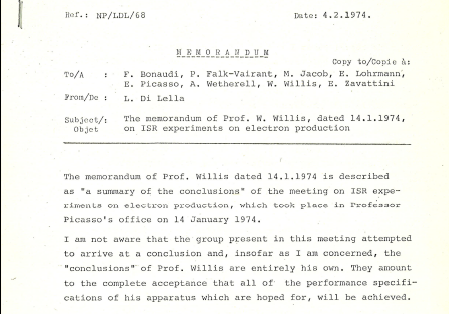 Ref.: NP/LDL/68 Date: 4.2.1974.
MEMORANDUM
Copy to/Copie à:
To/A : F. Bonaudi, P. Falk-Vairant, M. Jacob, E. Lohrmann,
E. Picasso, A. Wetherell, W. Willis, E. Zavattini
From/De : L. Di Lella
Subject/: The memorandum of Prof. W. Willis, dated 14.1.1974,
Objet on ISR experiments on electron production
The memorandum of Prof. Willis dated 14.1.1974 is described
as "a summary of the conclusions" of the meeting on ISR expe-
riments on electron production, which took place in Professor
Picasso's office on 14 January 1974.
I am not aware that the group present in this meeting attempted
to arrive at a conclusion and, insofar as I am concerned, the
"conclusions" of Prof. Willis are entirely his own. They amount
to the complete acceptance that all of the performance specifi-
cations of his apparatus which are hoped for, will be achieved.